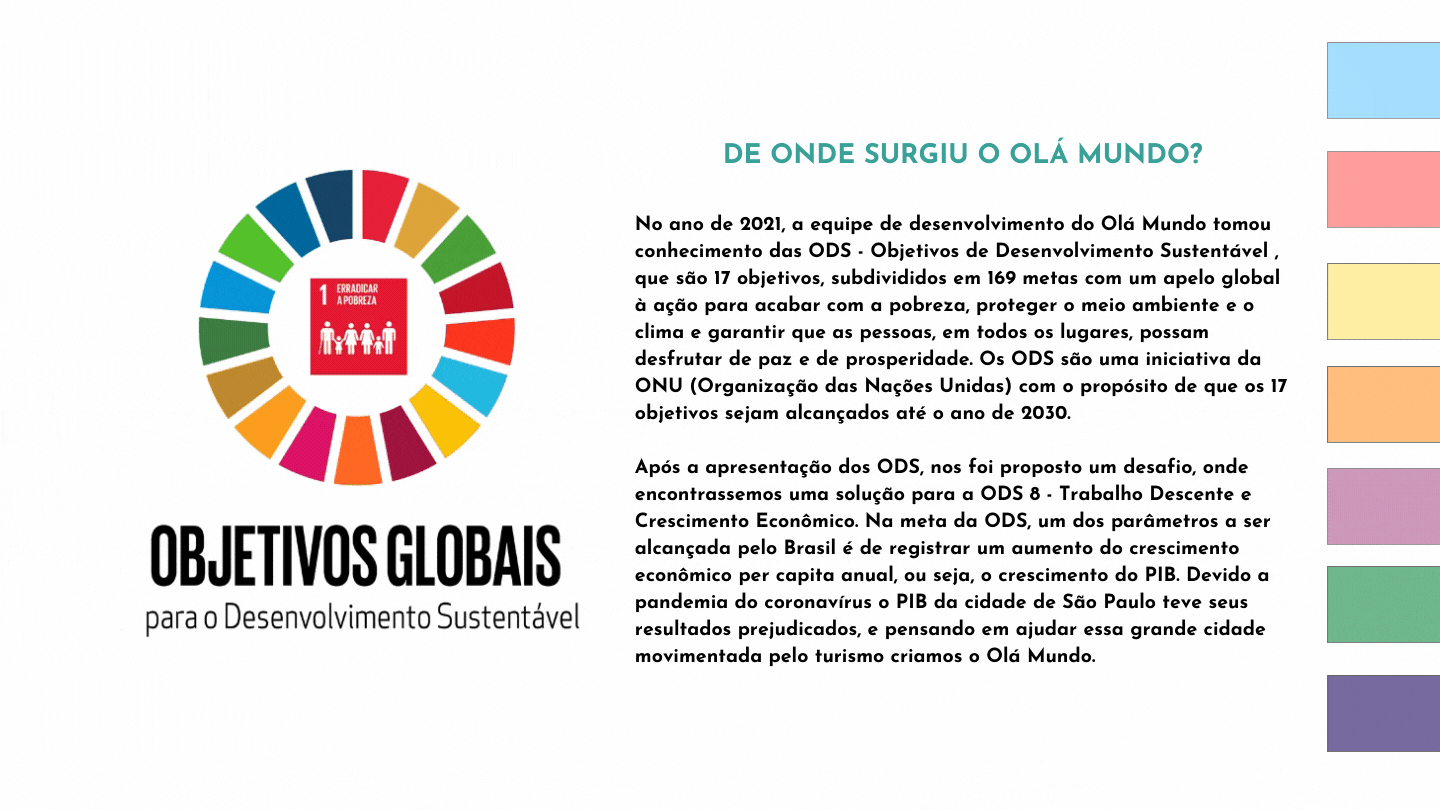 1 ERRADICAR
A POBREZA
OBJETIVOS GLOBAIS
para o Desenvolvimento Sustentável
DE ONDE SURGIU O OLÁ MUNDO?
No ano de 2021, a equipe de desenvolvimento do Olá Mundo tomou
conhecimento das ODS - Objetivos de Desenvolvimento Sustentável ,
que são 17 objetivos, subdivididos em 169 metas com um apelo global
à ação para acabar com a pobreza, proteger o meio ambiente e o
clima e garantir que as pessoas, em todos os lugares, possam
desfrutar de paz e de prosperidade. Os ODS são uma iniciativa da
ONU (Organização das Nações Unidas) com o propósito de que os 17
objetivos sejam alcançados até o ano de 2030.
Após a apresentação dos ODS, nos foi proposto um desafio, onde
encontrassemos uma solução para a ODS 8 - Trabalho Descente e
Crescimento Econômico. Na meta da ODS, um dos parâmetros a ser
alcançada pelo Brasil é de registrar um aumento do crescimento
econômico per capita anual, ou seja, o crescimento do PIB. Devido a
pandemia do coronavírus o PIB da cidade de São Paulo teve seus
resultados prejudicados, e pensando em ajudar essa grande cidade
movimentada pelo turismo criamos o Olá Mundo.